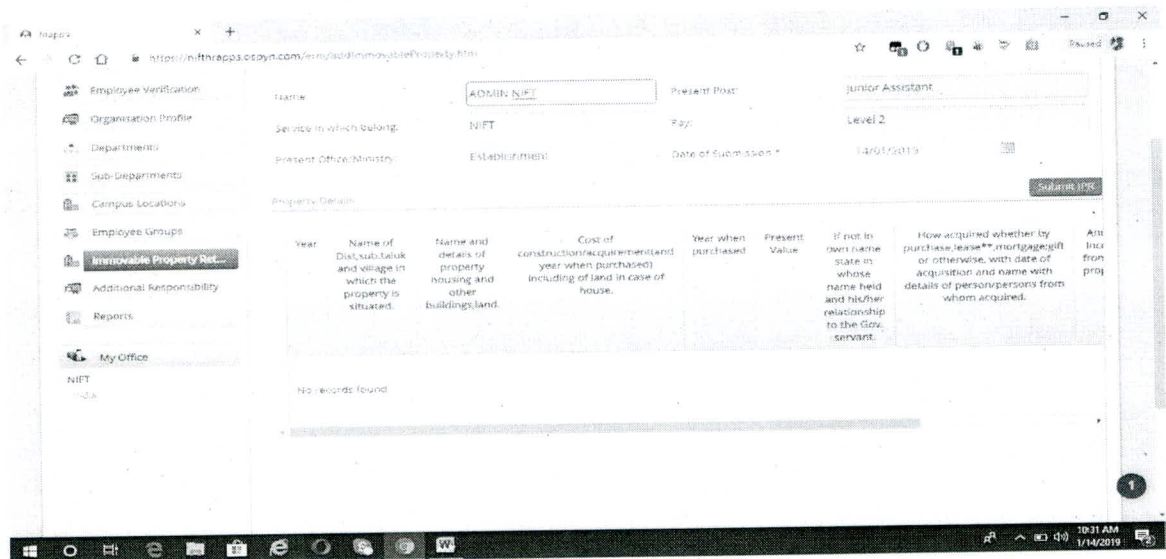 https://nifthrapps.ospyn.com/erm/addImmovableProperty.htm
Paused
Employee Verification
Organisation Profile
Departments
Sub-Departments
Campus Locations
Employee Groups
Immovable Property Ret...
Additional Responsibility
Reports
My Office
NIFT
Name
ADMIN NIFT
Present Post:
Junior Assistant
Service in which belong:
NIFT
Pay:
Level 2
Present Office/Ministry:
Establishment
Date of Submission:*
14/01/2019
Submit IPR
Property Details
Year
Name of
Dist,sub,taluk
and village in
which the
property is
situated.
Name and
details of
property
housing and
other
buildings,land.
Cost of
construction/acquirement(and
year when purchased)
including of land in case of
house.
Year when
purchased
Present
Value
If not in
own name
state in
whose
name held
and his/her
relationship
to the Gov.
servant.
How acquired whether by
purchase,lease**,mortgage,gift
or otherwise, with date of
acquisition and name with
details of person/persons from
whom acquired.
No records found
1
10:31 AM
1/14/2019